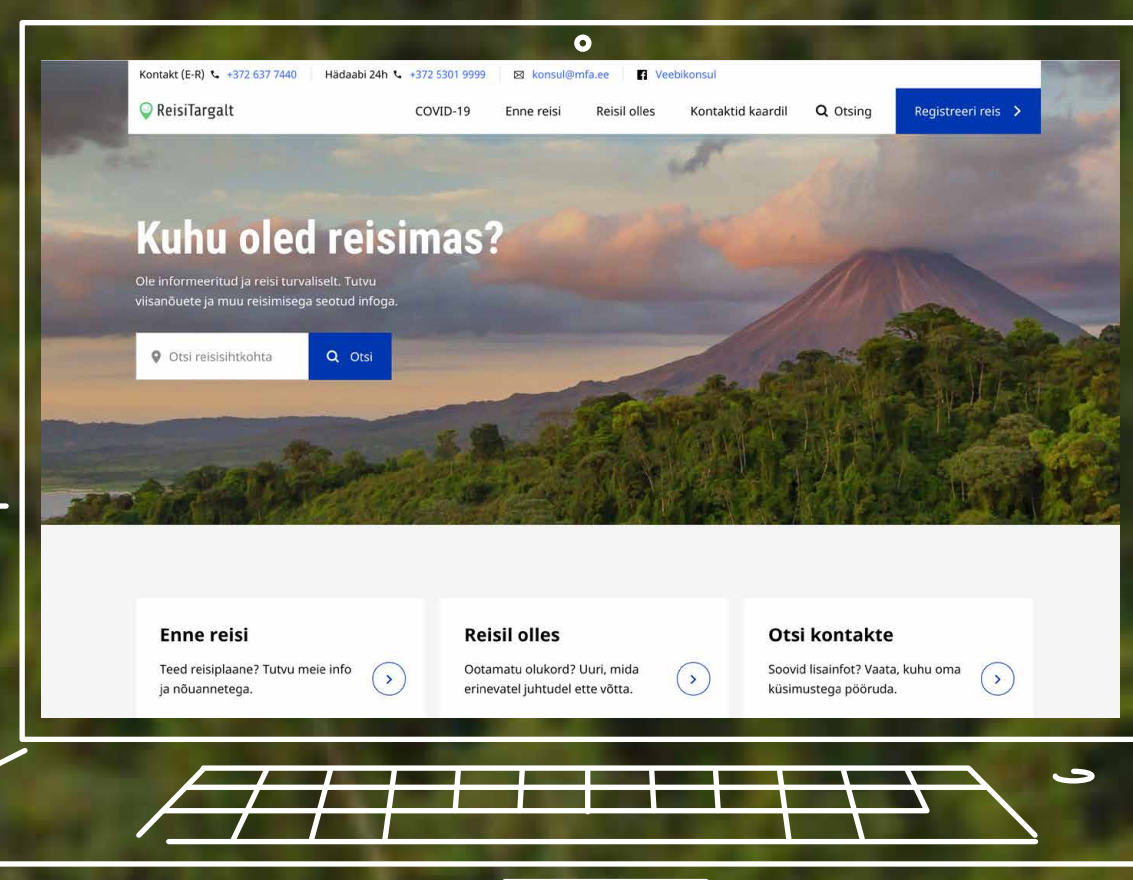 Kontakt (E-R) +372 637 7440 Hädaabi 24h +372 5301 9999 konsul@mfa.ee Veebikonsul
ReisiTargalt COVID-19 Enne reisi Reisil olles Kontaktid kaardil Otsing Registreeri reis
Kuhu oled reisimas?
Ole informeeritud ja reisi turvaliselt. Tutvu
viisanõuete ja muu reisimisega seotud infoga.
Otsi reisisihtkohta Otsi
Enne reisi
Teed reisiplaane? Tutvu meie info
ja nõuannetega.
Reisil olles
Ootamatu olukord? Uuri, mida
erinevatel juhtudel ette võtta.
Otsi kontakte
Soovid lisainfot? Vaata, kuhu oma
küsimustega pöörduda.